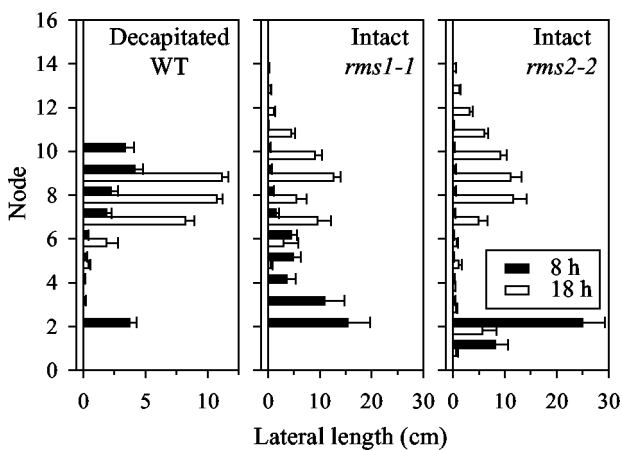 Decapitated
WT
Intact
rms1-1
Intact
rms2-2
16
14
12
10
8
6
4
2
0
Node
8 h
18 h
0 5 10
0 10 20 30
0 10 20 30
Lateral length (cm)